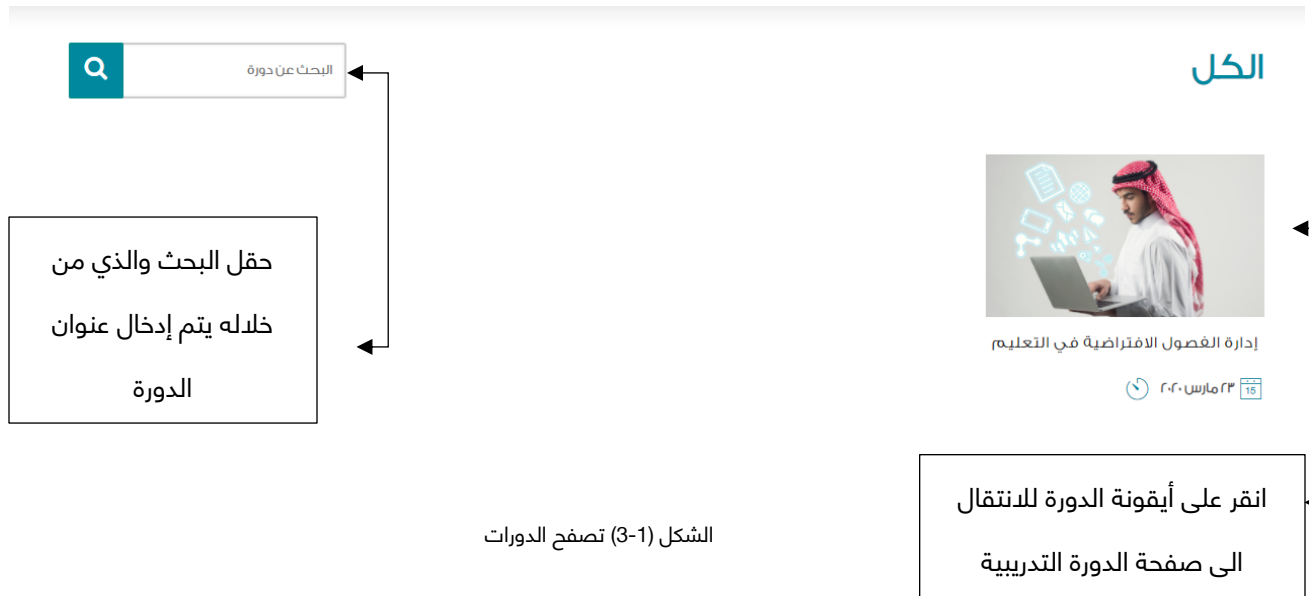 الكل
البحث عن دورة
إدارة الفصول الافتراضية في التعليم
15
٢٣ مارس ٢٠٢٠
حقل البحث والذي من
خلاله يتم إدخال عنوان
الدورة
انقر على أيقونة الدورة للانتقال
الى صفحة الدورة التدريبية
الشكل (1-3) تصفح الدورات